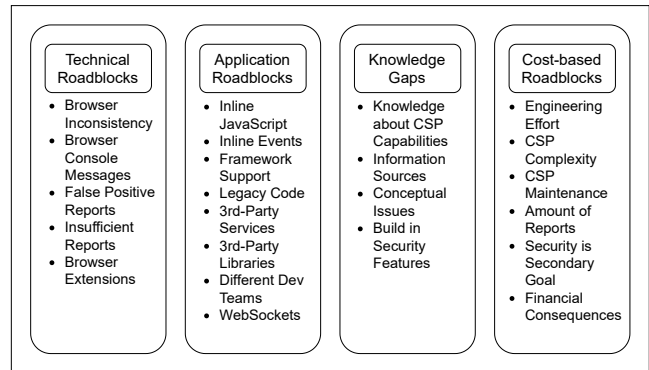 Technical
Roadblocks
• Browser
Inconsistency
• Browser
Console
Messages
• False Positive
Reports
• Insufficient
Reports
• Browser
Extensions
Application
Roadblocks
• Inline
JavaScript
• Inline Events
• Framework
Support
• Legacy Code
• 3rd-Party
Services
• 3rd-Party
Libraries
• Different Dev
Teams
• WebSockets
Knowledge
Gaps
• Knowledge
about CSP
Capabilities
• Information
Sources
• Conceptual
Issues
• Build in
Security
Features
Cost-based
Roadblocks
• Engineering
Effort
• CSP
Complexity
• CSP
Maintenance
• Amount of
Reports
• Security is
Secondary
Goal
• Financial
Consequences